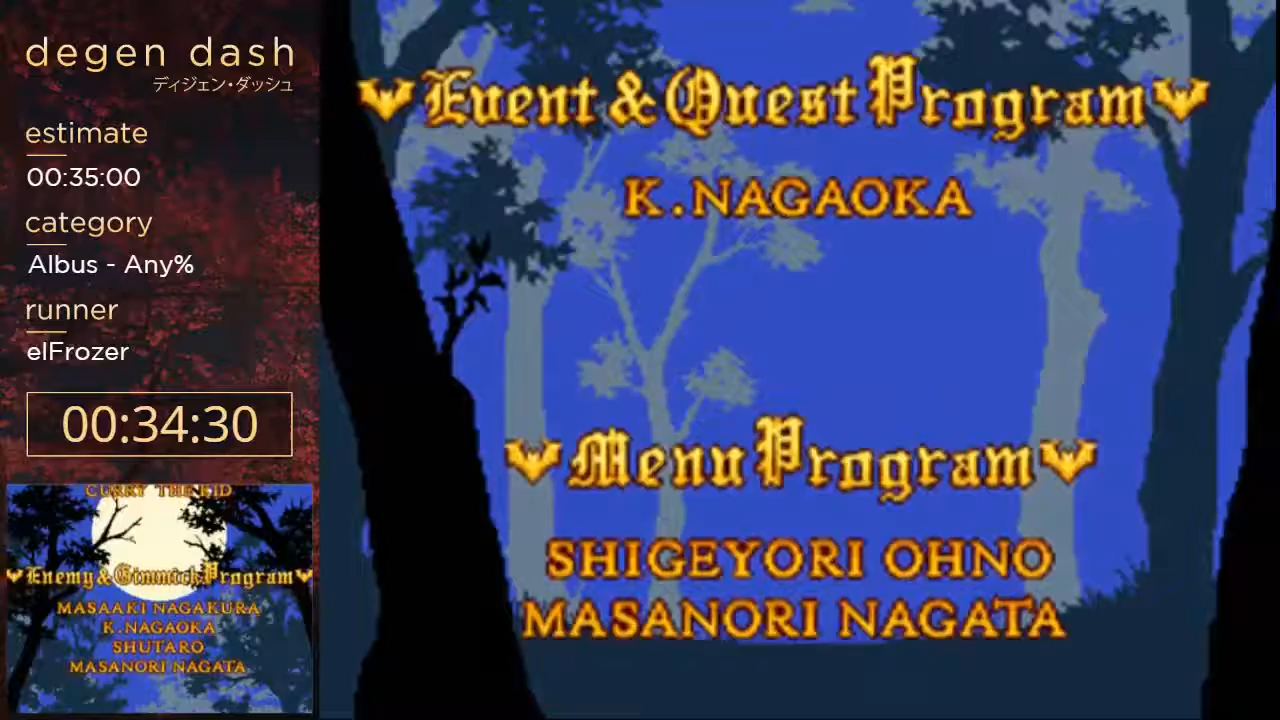 degen dash
ディジェン・ダッシュ
estimate
00:35:00
category
Albus - Any%
runner
elFrozer
00:34:30
CURRY THE KID
Enemy & Gimmick Program
MASAAKI NAGAKURA
K.NAGAOKA
SHUTARO
MASANORI NAGATA
Event & Quest Program
K.NAGAOKA
Menu Program
SHIGEYORI OHNO
MASANORI NAGATA